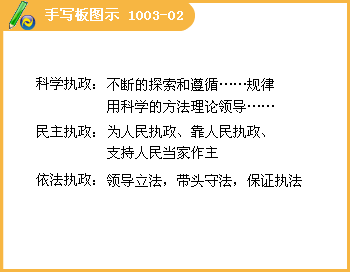 手写板图示 1003-02
科学执政：不断的探索和遵循……规律
用科学的方法理论领导……
民主执政：为人民执政、靠人民执政、
支持人民当家作主
依法执政：领导立法，带头守法，保证执法